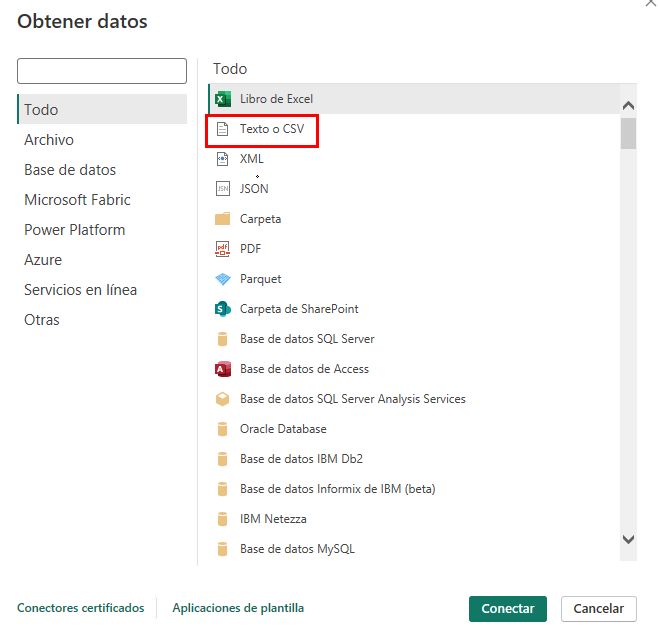 Obtener datos
Todo
Archivo
Base de datos
Microsoft Fabric
Power Platform
Azure
Servicios en línea
Otras
Todo
Libro de Excel
Texto o CSV
XML
JSON
Carpeta
PDF
Parquet
Carpeta de SharePoint
Base de datos SQL Server
Base de datos de Access
Base de datos SQL Server Analysis Services
Oracle Database
Base de datos IBM Db2
Base de datos Informix de IBM (beta)
IBM Netezza
Base de datos MySQL
Conectores certificados
Aplicaciones de plantilla
Conectar
Cancelar